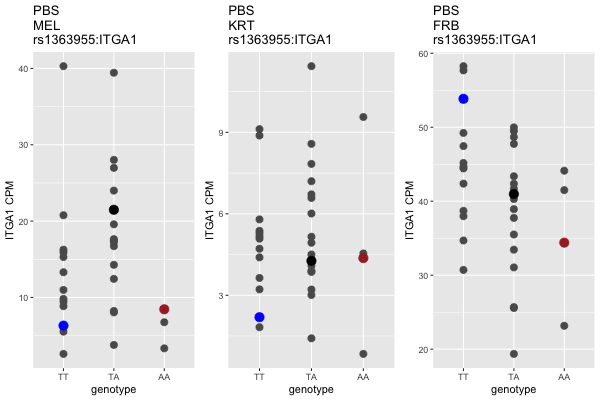 PBS
MEL
rs1363955:ITGA1
ITGA1 CPM
40
30
20
10
TT
TA
AA
genotype
PBS
KRT
rs1363955:ITGA1
ITGA1 CPM
9
6
3
TT
TA
AA
genotype
PBS
FRB
rs1363955:ITGA1
ITGA1 CPM
60
50
40
30
20
TT
TA
AA
genotype